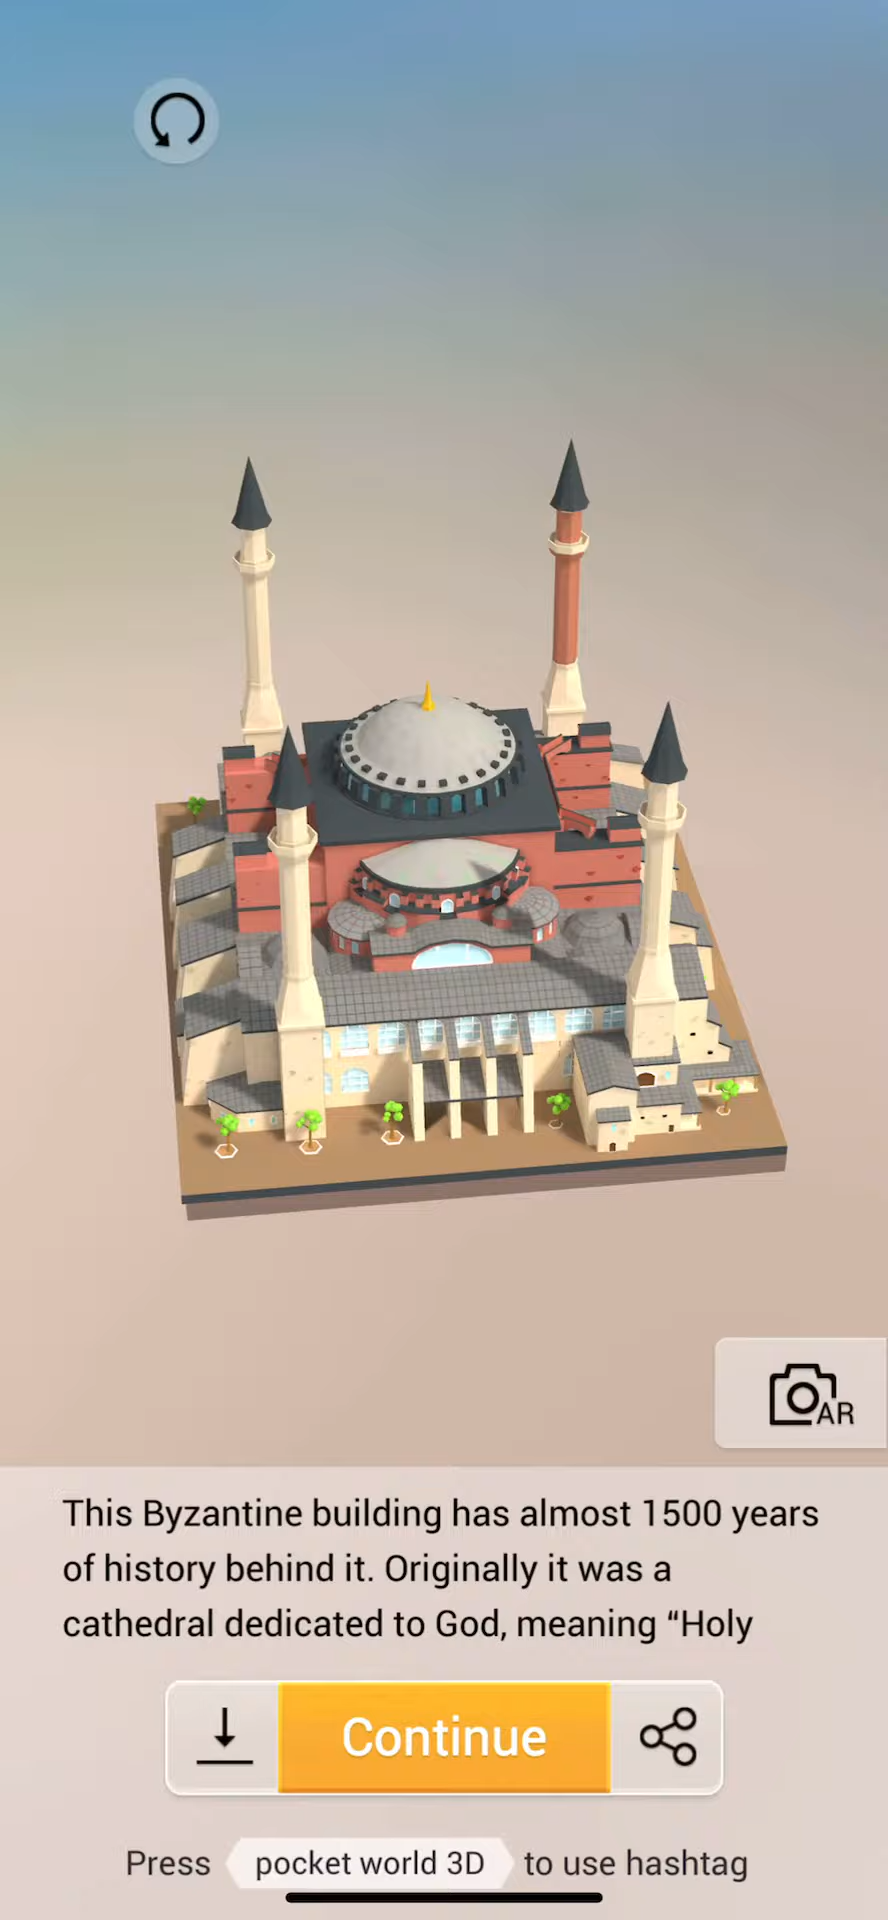 AR
This Byzantine building has almost 1500 years
of history behind it. Originally it was a
cathedral dedicated to God, meaning “Holy
Continue
Press pocket world 3D to use hashtag